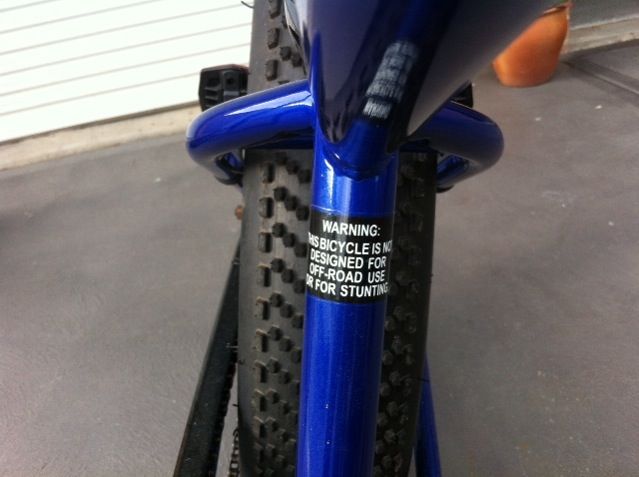 WARNING:
THIS BICYCLE IS NOT
DESIGNED FOR
OFF-ROAD USE
OR FOR STUNTING.